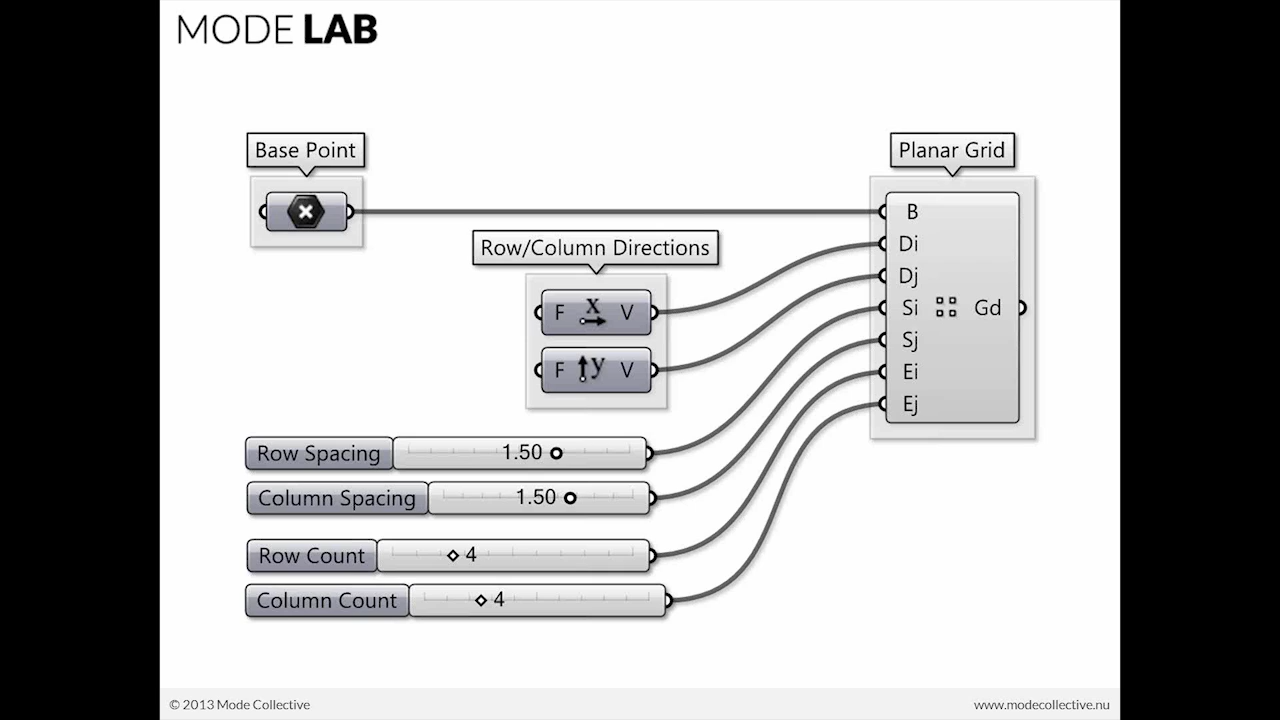 MODE LAB
Base Point
Planar Grid
B
Row/Column Directions
Di
Dj
F X V
Si Gd
Sj
F y V
Ei
Ej
Row Spacing 1.50
Column Spacing 1.50
Row Count 4
Column Count 4
© 2013 Mode Collective www.modecollective.nu